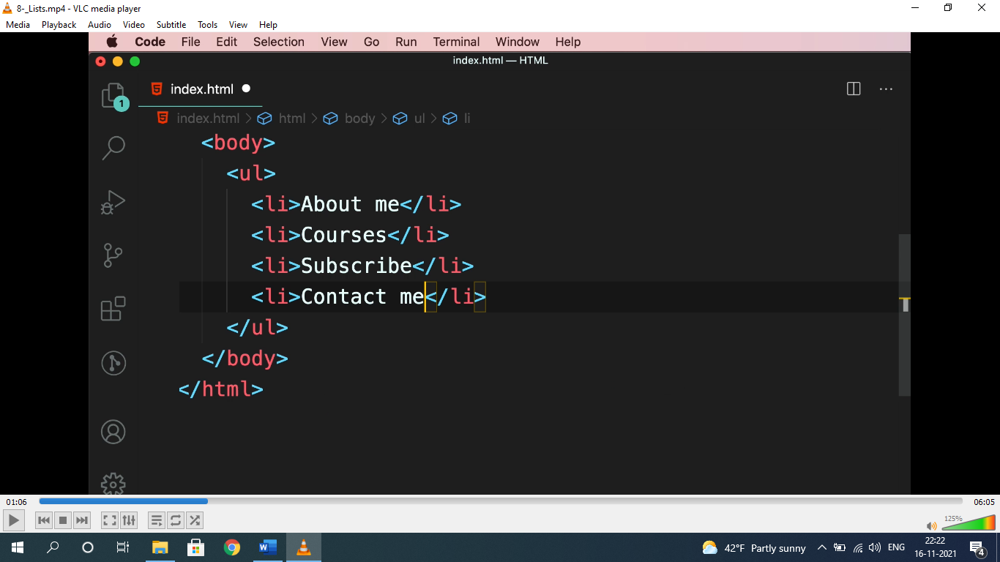 8-_Lists.mp4 - VLC media player
Media Playback Audio Video Subtitle Tools View Help
Code File Edit Selection View Go Run Terminal Window Help
index.html — HTML
index.html
1
index.html > html > body > ul > li
<body>
<ul>
<li>About me</li>
<li>Courses</li>
<li>Subscribe</li>
<li>Contact me</li>
</ul>
</body>
</html>
01:06 06:05
125%
42°F Partly sunny ENG 22:22
16-11-2021 4